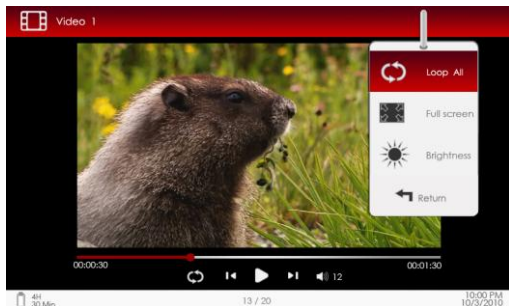 Video 1
Loop All
Full screen
Brightness
Return
00:00:30
00:01:30
12
4H
30 Min
13 / 20
10:00 PM
10/3/2010